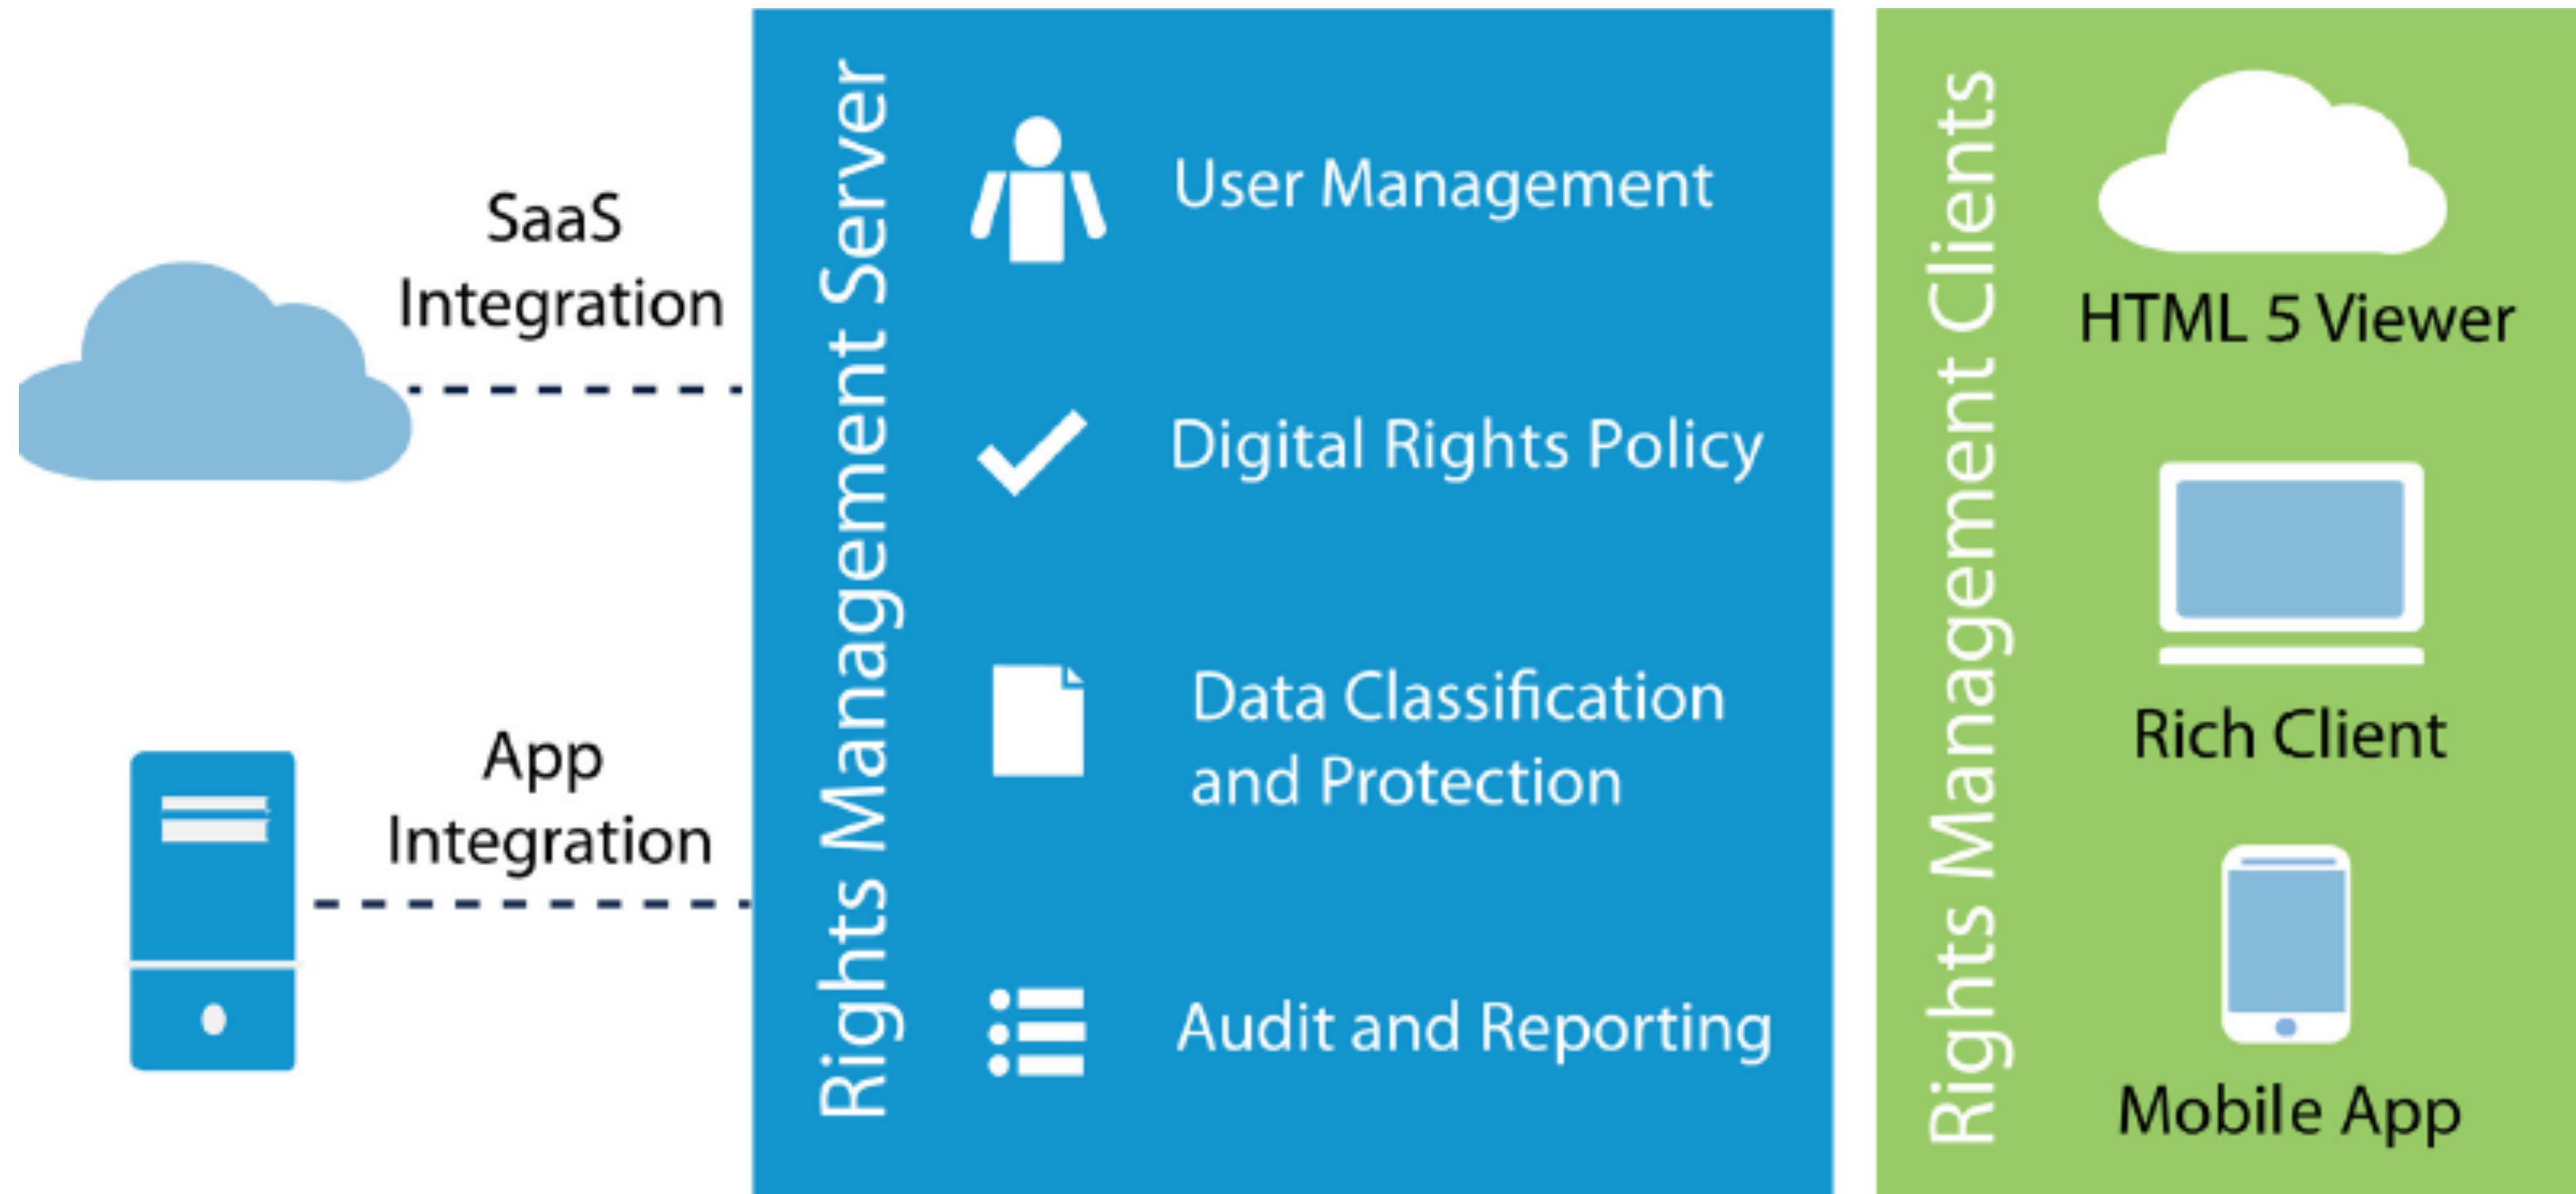 SaaS
Integration
App
Integration
Rights Management Server
User Management
Digital Rights Policy
Data Classification
and Protection
Audit and Reporting
Rights Management Clients
HTML 5 Viewer
Rich Client
Mobile App